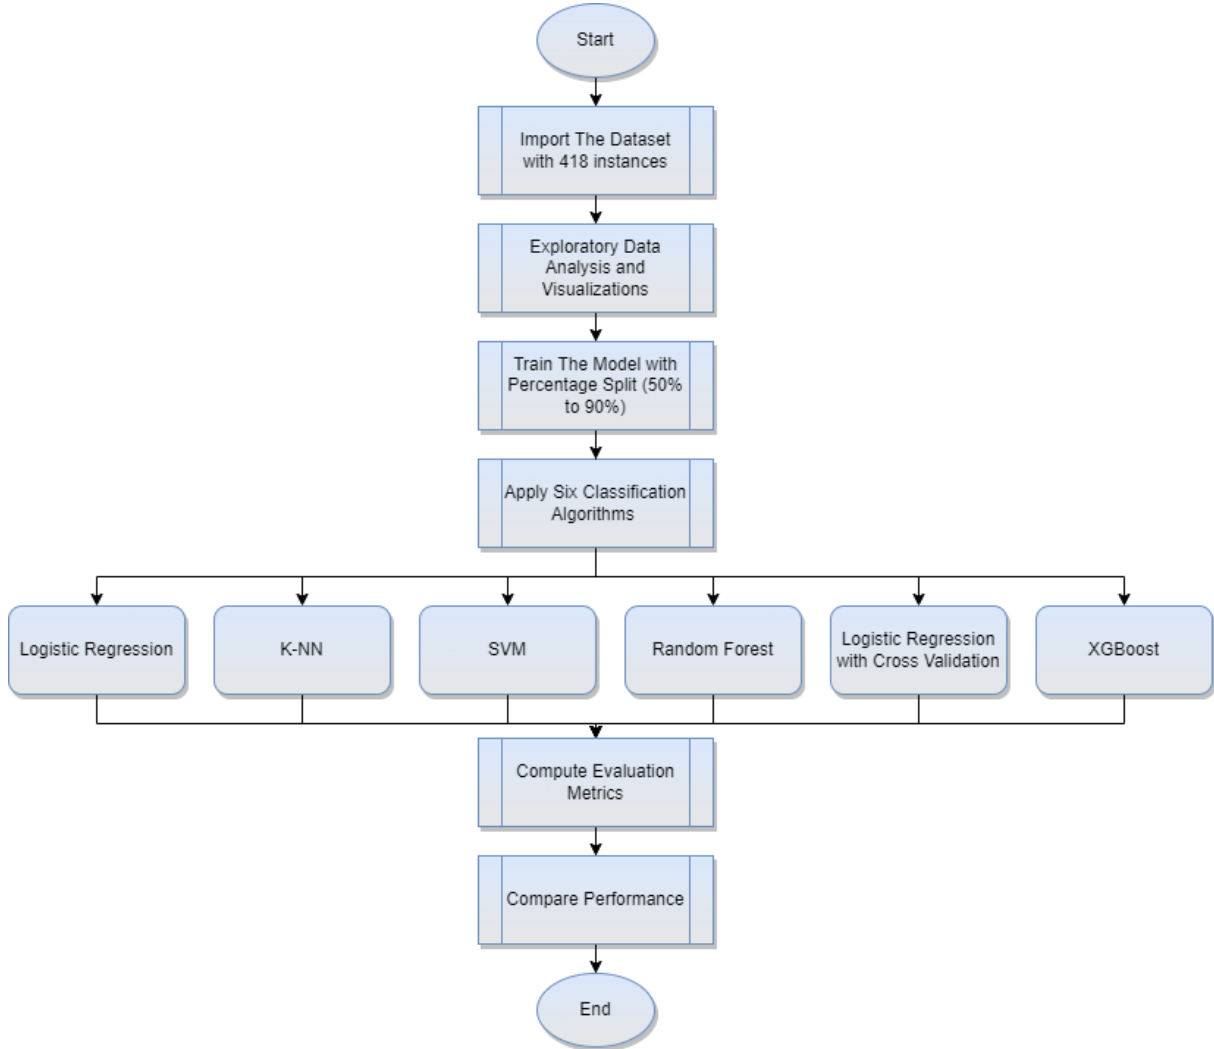 Start
Import The Dataset
with 418 instances
Exploratory Data
Analysis and
Visualizations
Train The Model with
Percentage Split (50%
to 90%)
Apply Six Classification
Algorithms
Logistic Regression
K-NN
SVM
Random Forest
Logistic Regression
with Cross Validation
XGBoost
Compute Evaluation
Metrics
Compare Performance
End